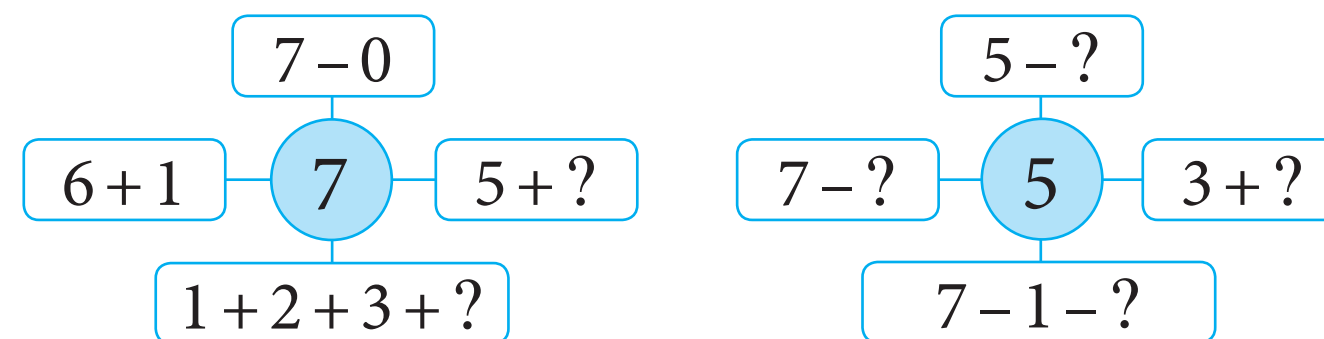 7 – 0
6 + 1
7
5 + ?
1 + 2 + 3 + ?
5 – ?
7 – ?
5
3 + ?
7 – 1 – ?